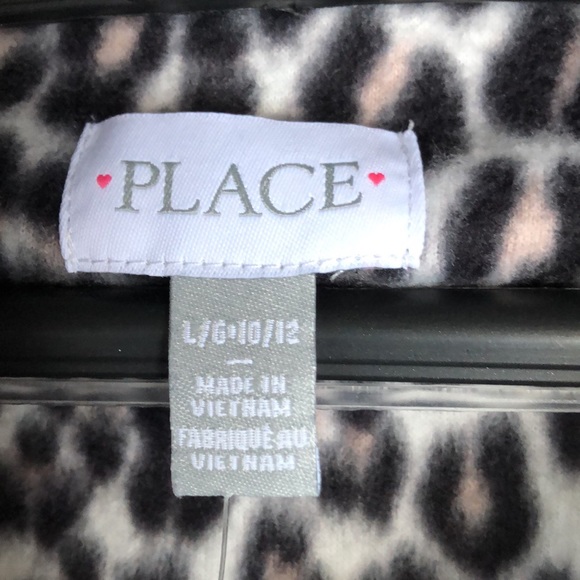 PLACE
L/G•10/12
MADE IN
VIETNAM
FABRIQUÉ AU
VIETNAM